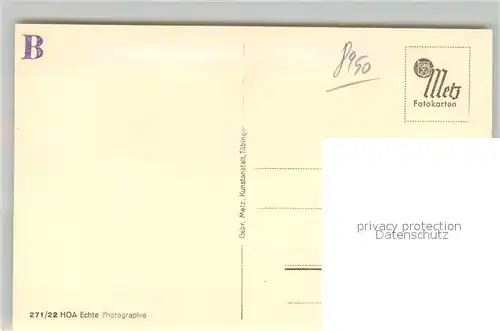 B
8950
Metz
Fotokarten
Gebr. Metz, Kunstanstalt, Tübingen
privacy protection
Datenschutz
271/22 HOA Echte Photographie